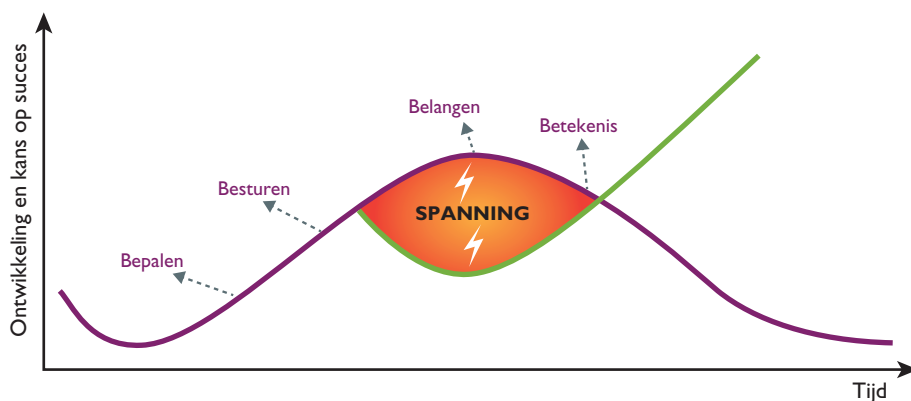 Ontwikkeling en kans op succes
Belangen
Betekenis
Besturen
SPANNING
Bepalen
Tijd